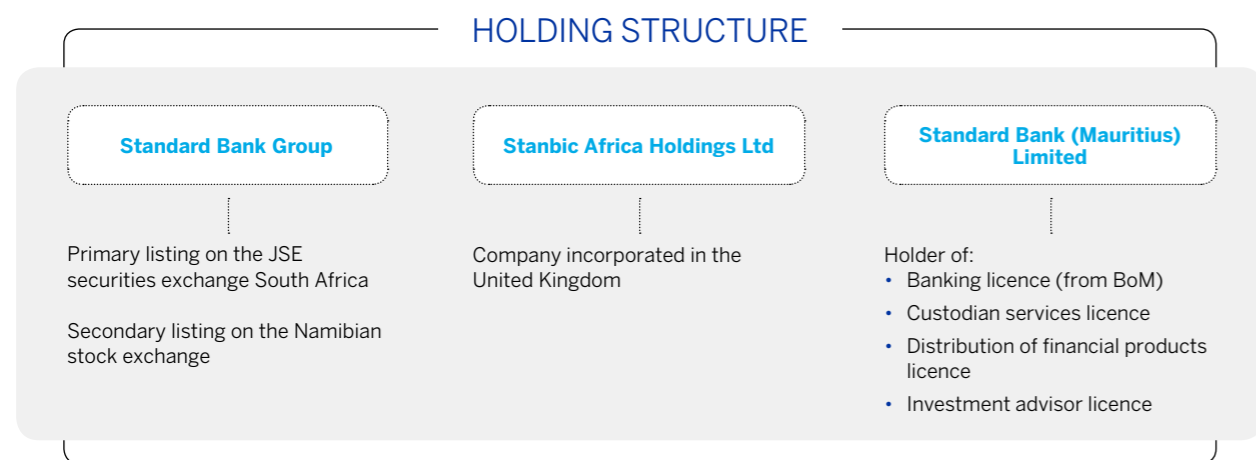 HOLDING STRUCTURE
Standard Bank Group
Primary listing on the JSE
securities exchange South Africa
Secondary listing on the Namibian
stock exchange
Stanbic Africa Holdings Ltd
Company incorporated in the
United Kingdom
Standard Bank (Mauritius)
Limited
Holder of:
• Banking licence (from BoM)
• Custodian services licence
• Distribution of financial products
licence
• Investment advisor licence